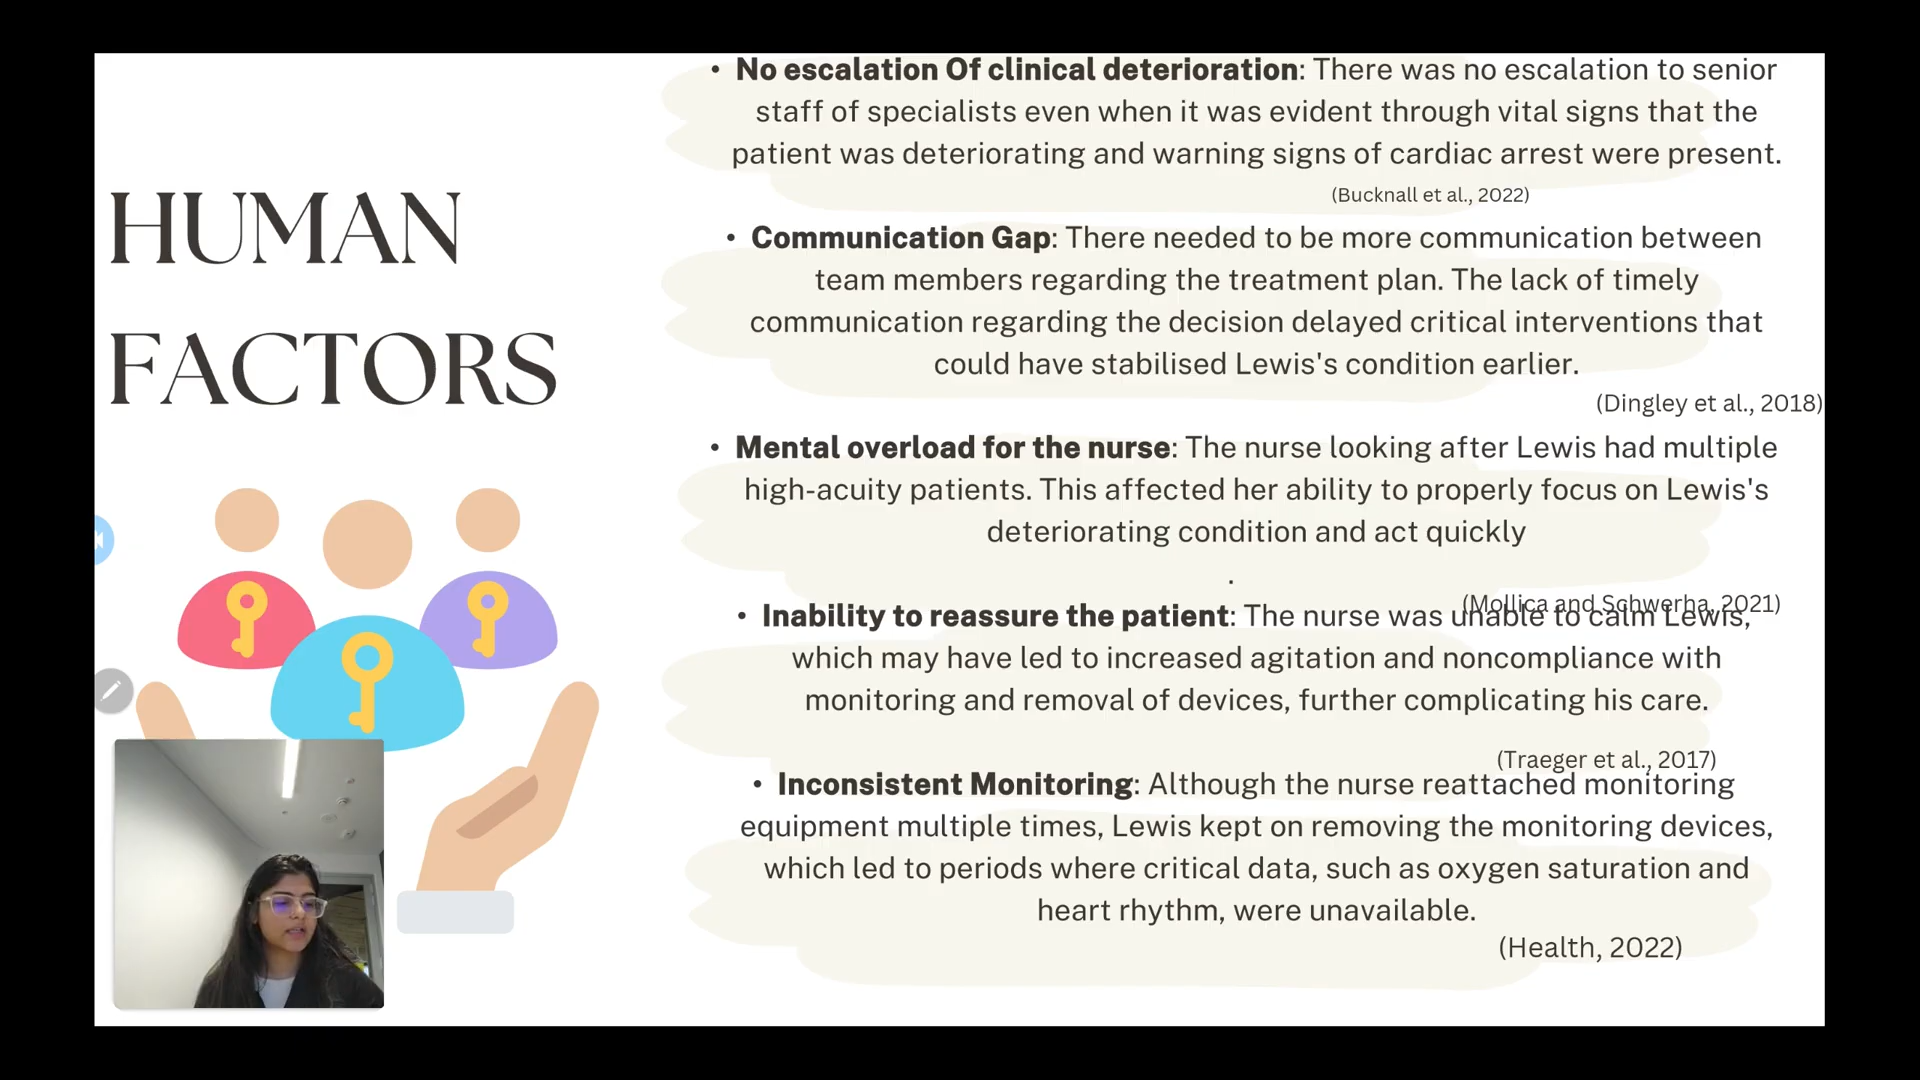 HUMAN
FACTORS
• No escalation Of clinical deterioration: There was no escalation to senior
staff of specialists even when it was evident through vital signs that the
patient was deteriorating and warning signs of cardiac arrest were present.
(Bucknall et al., 2022)
• Communication Gap: There needed to be more communication between
team members regarding the treatment plan. The lack of timely
communication regarding the decision delayed critical interventions that
could have stabilised Lewis's condition earlier.
(Dingley et al., 2018)
• Mental overload for the nurse: The nurse looking after Lewis had multiple
high-acuity patients. This affected her ability to properly focus on Lewis's
deteriorating condition and act quickly
.
(Mollica and Schwerha, 2021)
• Inability to reassure the patient: The nurse was unable to calm Lewis,
which may have led to increased agitation and noncompliance with
monitoring and removal of devices, further complicating his care.
(Traeger et al., 2017)
• Inconsistent Monitoring: Although the nurse reattached monitoring
equipment multiple times, Lewis kept on removing the monitoring devices,
which led to periods where critical data, such as oxygen saturation and
heart rhythm, were unavailable.
(Health, 2022)